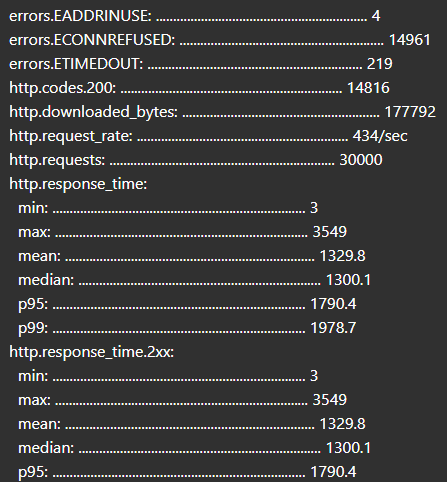 errors.EADDRINUSE: ...................................................... 4
errors.ECONNREFUSED: .................................................... 14961
errors.ETIMEDOUT: ....................................................... 219
http.codes.200: ......................................................... 14816
http.downloaded_bytes: .................................................. 177792
http.request_rate: ...................................................... 434/sec
http.requests: .......................................................... 30000
http.response_time:
min: ................................................................. 3
max: ................................................................. 3549
mean: ................................................................ 1329.8
median: .............................................................. 1300.1
p95: ................................................................. 1790.4
p99: ................................................................. 1978.7
http.response_time.2xx:
min: ................................................................. 3
max: ................................................................. 3549
mean: ................................................................ 1329.8
median: .............................................................. 1300.1
p95: ................................................................. 1790.4